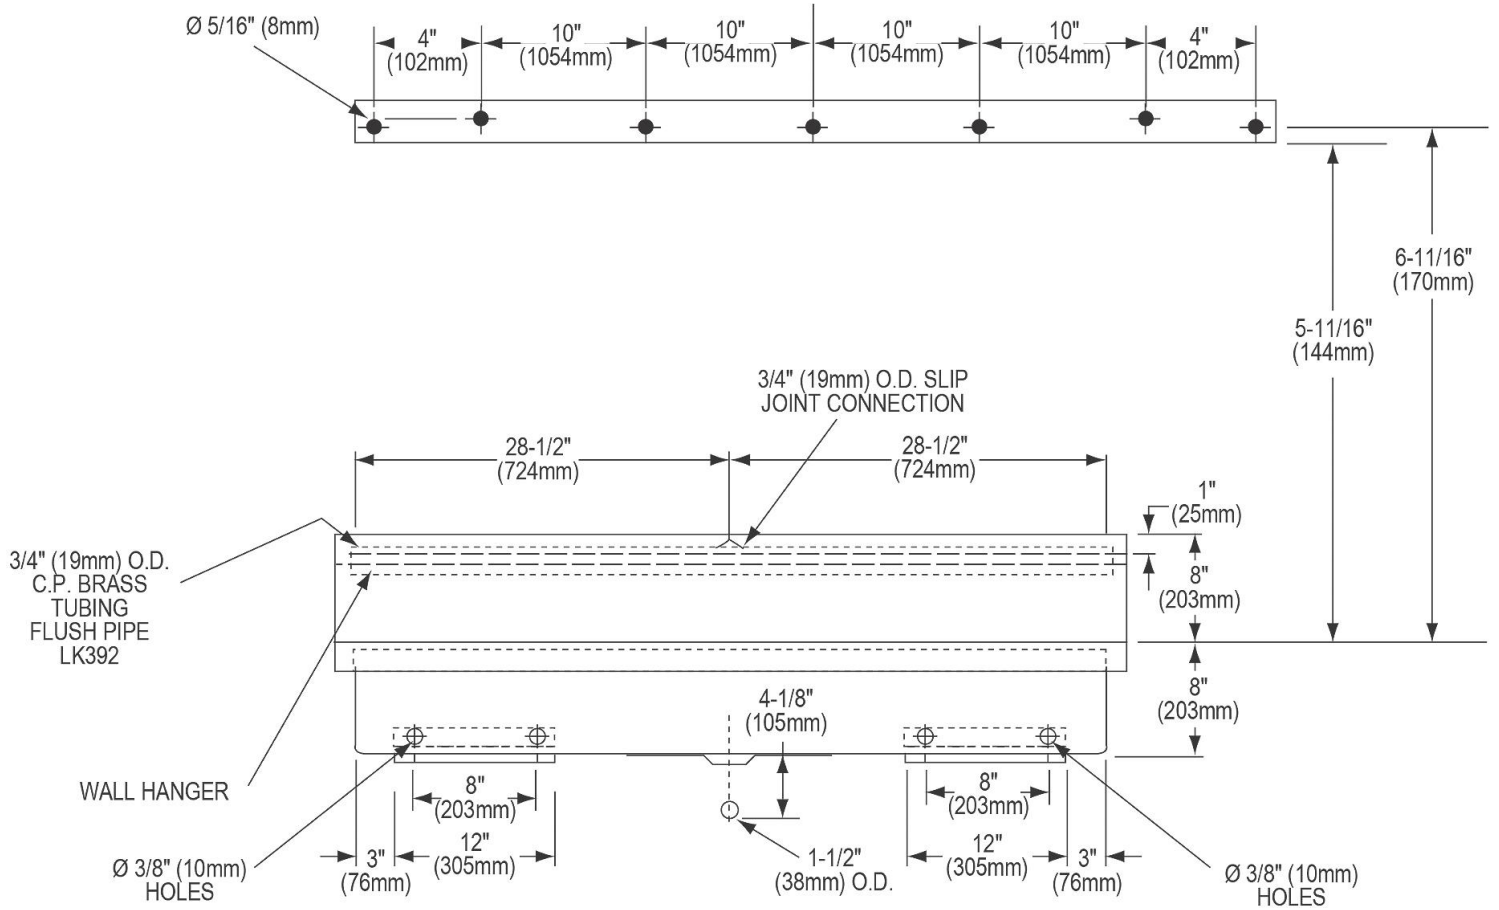 Ø 5/16" (8mm)
4"
(102mm)
10"
(1054mm)
10"
(1054mm)
10"
(1054mm)
10"
(1054mm)
4"
(102mm)
6-11/16"
(170mm)
5-11/16"
(144mm)
3/4" (19mm) O.D. SLIP
JOINT CONNECTION
28-1/2"
(724mm)
28-1/2"
(724mm)
1"
(25mm)
3/4" (19mm) O.D.
C.P. BRASS
TUBING
FLUSH PIPE
LK392
8"
(203mm)
8"
(203mm)
4-1/8"
(105mm)
WALL HANGER
8"
(203mm)
8"
(203mm)
Ø 3/8" (10mm)
HOLES
3"
(76mm)
12"
(305mm)
1-1/2"
(38mm) O.D.
12"
(305mm)
3"
(76mm)
Ø 3/8" (10mm)
HOLES